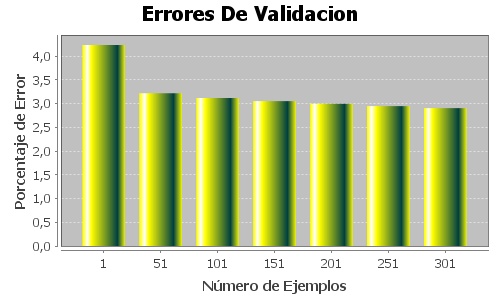 Errores De Validacion
Porcentaje de Error
4,0
3,5
3,0
2,5
2,0
1,5
1,0
0,5
0,0
1 51 101 151 201 251 301
Número de Ejemplos